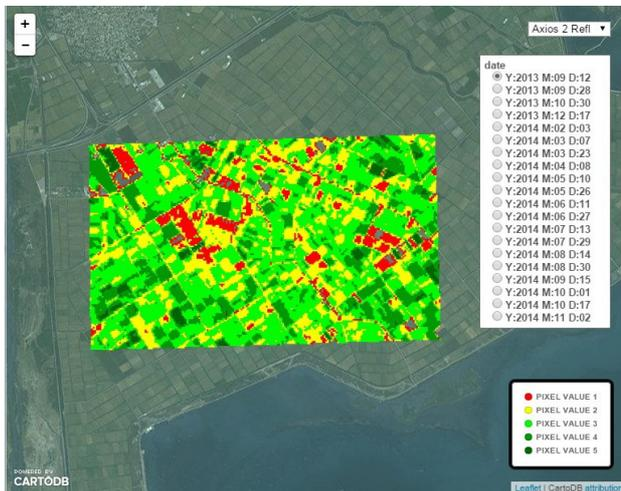 +
−
Axios 2 Refl
date
Y:2013 M:09 D:12
Y:2013 M:09 D:28
Y:2013 M:10 D:30
Y:2013 M:12 D:17
Y:2014 M:02 D:03
Y:2014 M:03 D:07
Y:2014 M:03 D:23
Y:2014 M:04 D:08
Y:2014 M:05 D:10
Y:2014 M:05 D:26
Y:2014 M:06 D:11
Y:2014 M:06 D:27
Y:2014 M:07 D:13
Y:2014 M:07 D:29
Y:2014 M:08 D:14
Y:2014 M:08 D:30
Y:2014 M:09 D:15
Y:2014 M:10 D:01
Y:2014 M:10 D:17
Y:2014 M:11 D:02
PIXEL VALUE 1
PIXEL VALUE 2
PIXEL VALUE 3
PIXEL VALUE 4
PIXEL VALUE 5
POWERED BY
CARTODB
Leaflet | CartoDB attribution